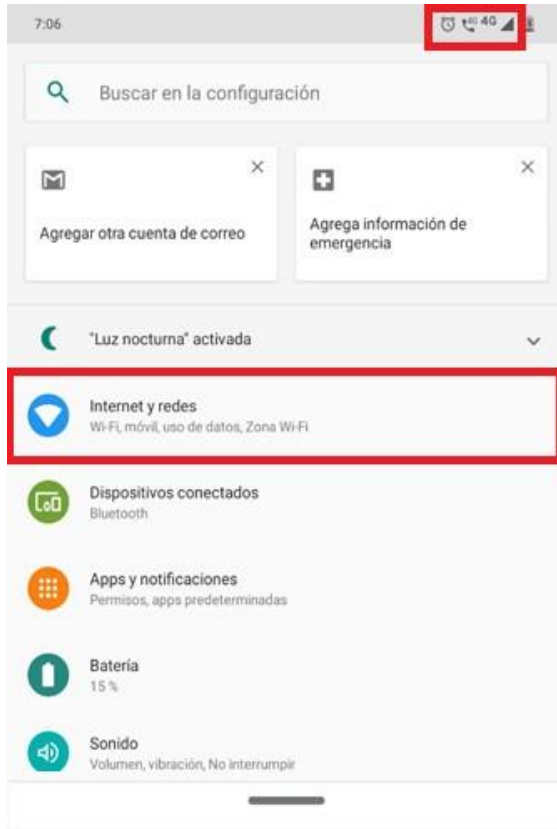 7:06
4G 4G
Buscar en la configuración
Agregar otra cuenta de correo
Agrega información de
emergencia
"Luz nocturna" activada
Internet y redes
Wi-Fi, móvil, uso de datos, Zona Wi-Fi
Dispositivos conectados
Bluetooth
Apps y notificaciones
Permisos, apps predeterminadas
Batería
15 %
Sonido
Volumen, vibración, No interrumpir